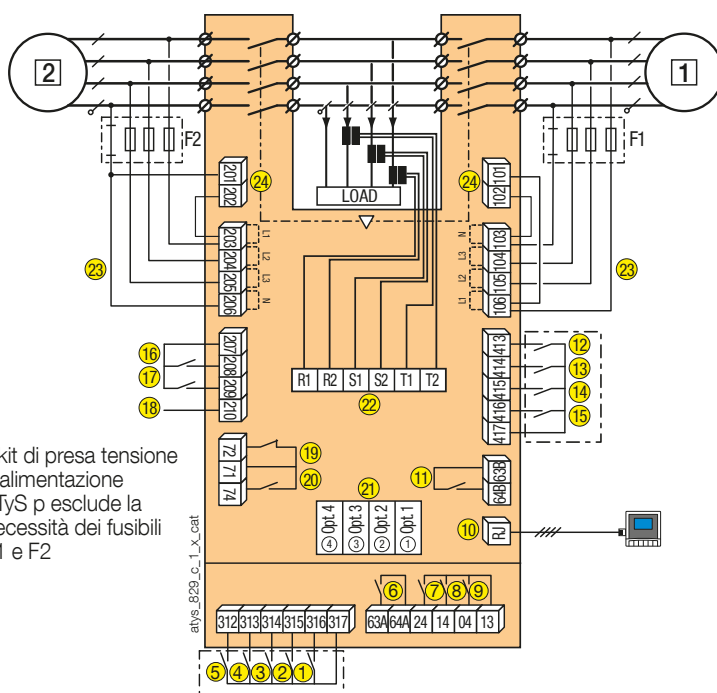 2
1
F2
F1
201
202
24
24
101
102
LOAD
203
204
205
206
L1
L2
L3
N
N
L3
L2
L1
103
104
105
106
23
23
207
208
209
210
16
17
18
413
414
415
416
417
12
13
14
15
R1 R2 S1 S2 T1 T2
22
kit di presa tensione
alimentazione
TyS p esclude la
ecessità dei fusibili
1 e F2
72
71
74
19
20
21
Opt.4 Opt.3 Opt.2 Opt.1
4 3 2 1
11
63B
64B
10
RJ
atys_829_c_1_x_cat
6 7 8 9
312 313 314 315 316 317
63A 64A 24 14 04 13
5 4 3 2 1